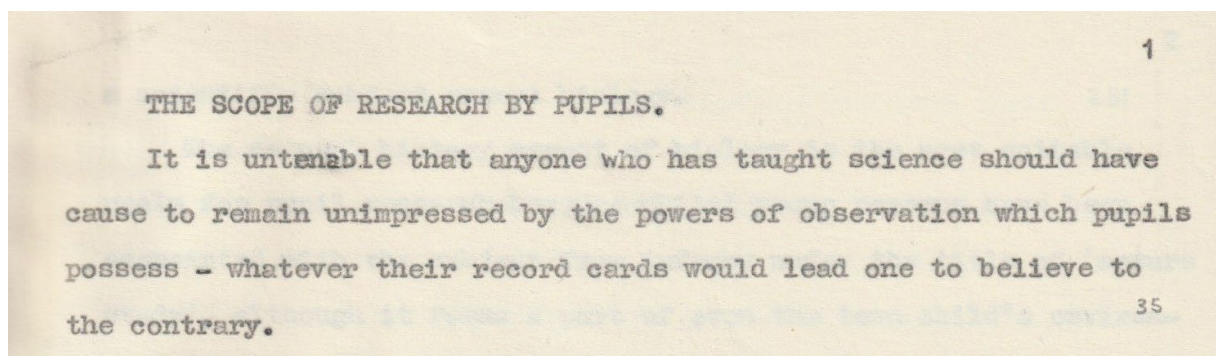 1
THE SCOPE OF RESEARCH BY PUPILS.
It is untenable that anyone who has taught science should have
cause to remain unimpressed by the powers of observation which pupils
possess - whatever their record cards would lead one to believe to
the contrary.
35